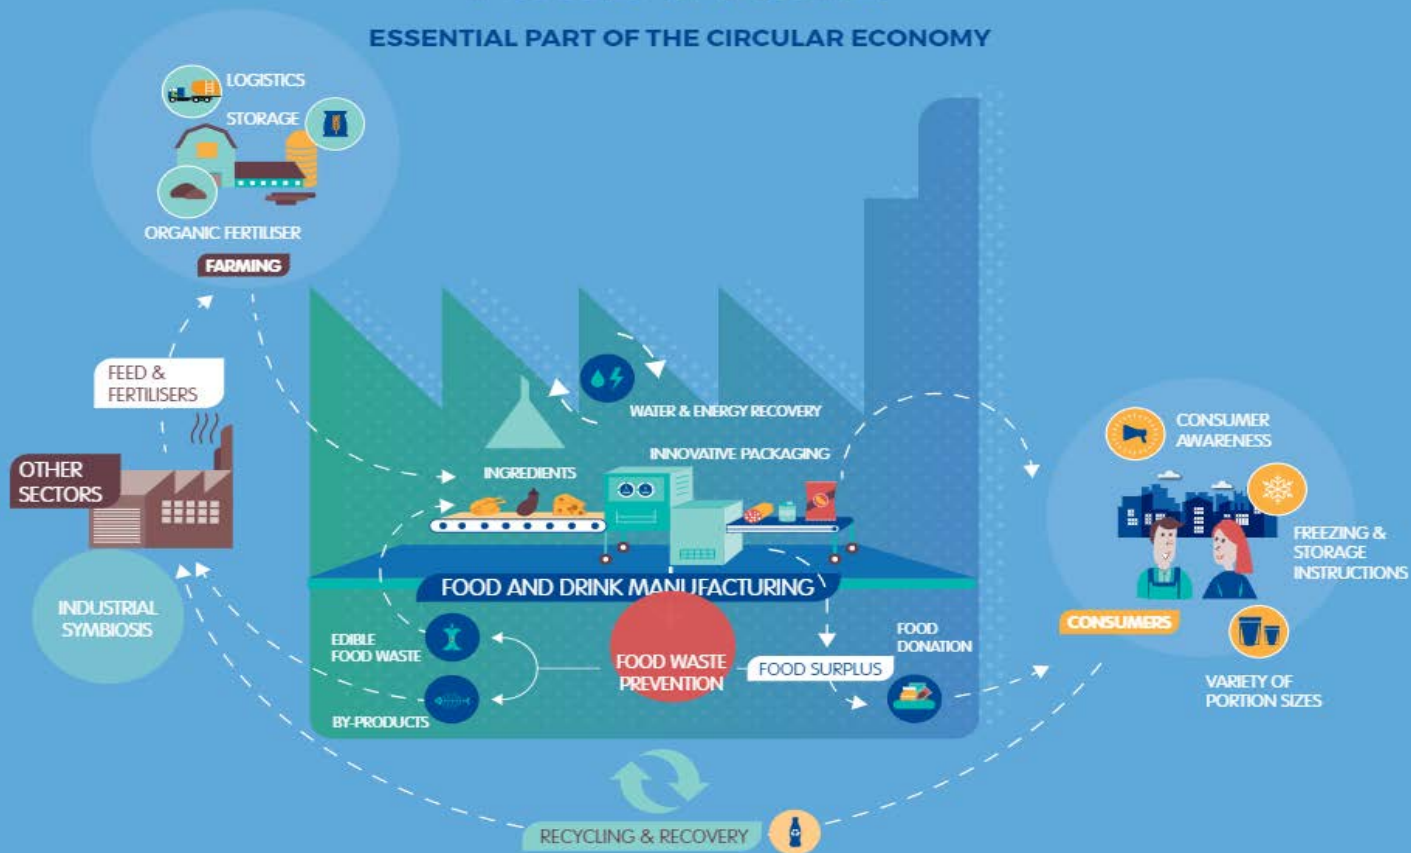 ESSENTIAL PART OF THE CIRCULAR ECONOMY
LOGISTICS
STORAGE
ORGANIC FERTILISER
FARMING
FEED &
FERTILISERS
OTHER
SECTORS
INDUSTRIAL
SYMBIOSIS
WATER & ENERGY RECOVERY
INGREDIENTS
INNOVATIVE PACKAGING
FOOD AND DRINK MANUFACTURING
EDIBLE
FOOD WASTE
BY-PRODUCTS
FOOD WASTE
PREVENTION
FOOD SURPLUS
FOOD
DONATION
CONSUMER
AWARENESS
FREEZING &
STORAGE
INSTRUCTIONS
CONSUMERS
VARIETY OF
PORTION SIZES
RECYCLING & RECOVERY